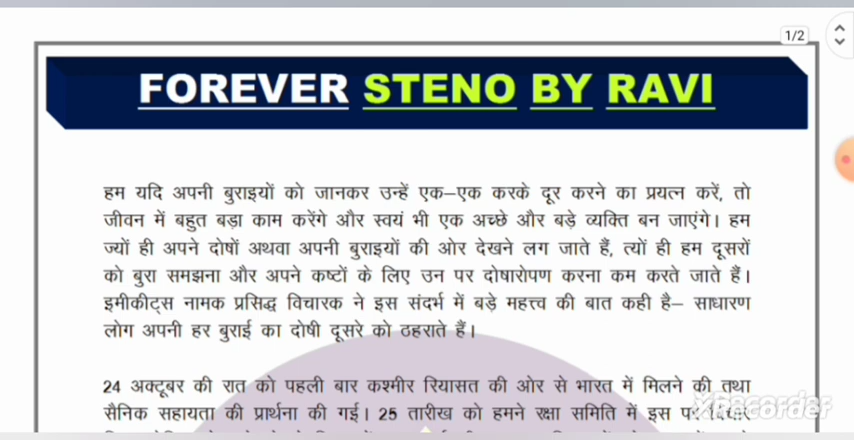 1/2
FOREVER STENO BY RAVI
हम यदि अपनी बुराइयों को जानकर उन्हें एक–एक करके दूर करने का प्रयत्न करें, तो
जीवन में बहुत बड़ा काम करेंगे और स्वयं भी एक अच्छे और बड़े व्यक्ति बन जाएंगे। हम
ज्यों ही अपने दोषों अथवा अपनी बुराइयों की ओर देखने लग जाते हैं, त्यों ही हम दूसरों
को बुरा समझना और अपने कष्टों के लिए उन पर दोषारोपण करना कम करते जाते हैं।
इमीकीट्स नामक प्रसिद्ध विचारक ने इस संदर्भ में बड़े महत्त्व की बात कही है– साधारण
लोग अपनी हर बुराई का दोषी दूसरे को ठहराते हैं।
24 अक्टूबर की रात को पहली बार कश्मीर रियासत की ओर से भारत में मिलने की तथा
सैनिक सहायता की प्रार्थना की गई। 25 तारीख को हमने रक्षा समिति में इस पर विचार
XRecorder